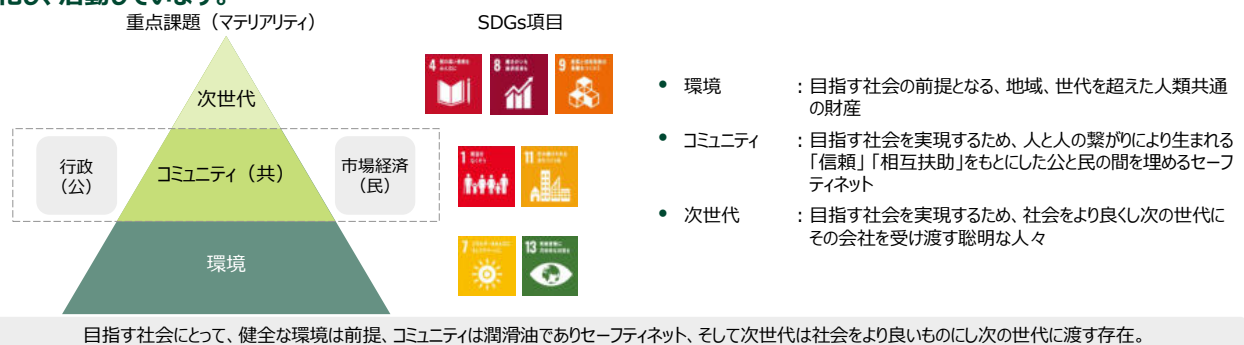 化し、活動しています。
重点課題（マテリアリティ）
SDGs項目
次世代
行政
（公）
コミュニティ（共）
市場経済
（民）
環境
4
8
9
1
11
7
13
• 環境 ：目指す社会の前提となる、地域、世代を超えた人類共通
の財産
• コミュニティ ：目指す社会を実現するため、人と人の繋がりにより生まれる
「信頼」「相互扶助」をもとにした公と民の間を埋めるセーフ
ティネット
• 次世代 ：目指す社会を実現するため、社会をより良くし次の世代に
その会社を受け渡す聡明な人々
目指す社会にとって、健全な環境は前提、コミュニティは潤滑油でありセーフティネット、そして次世代は社会をより良いものにし次の世代に渡す存在。